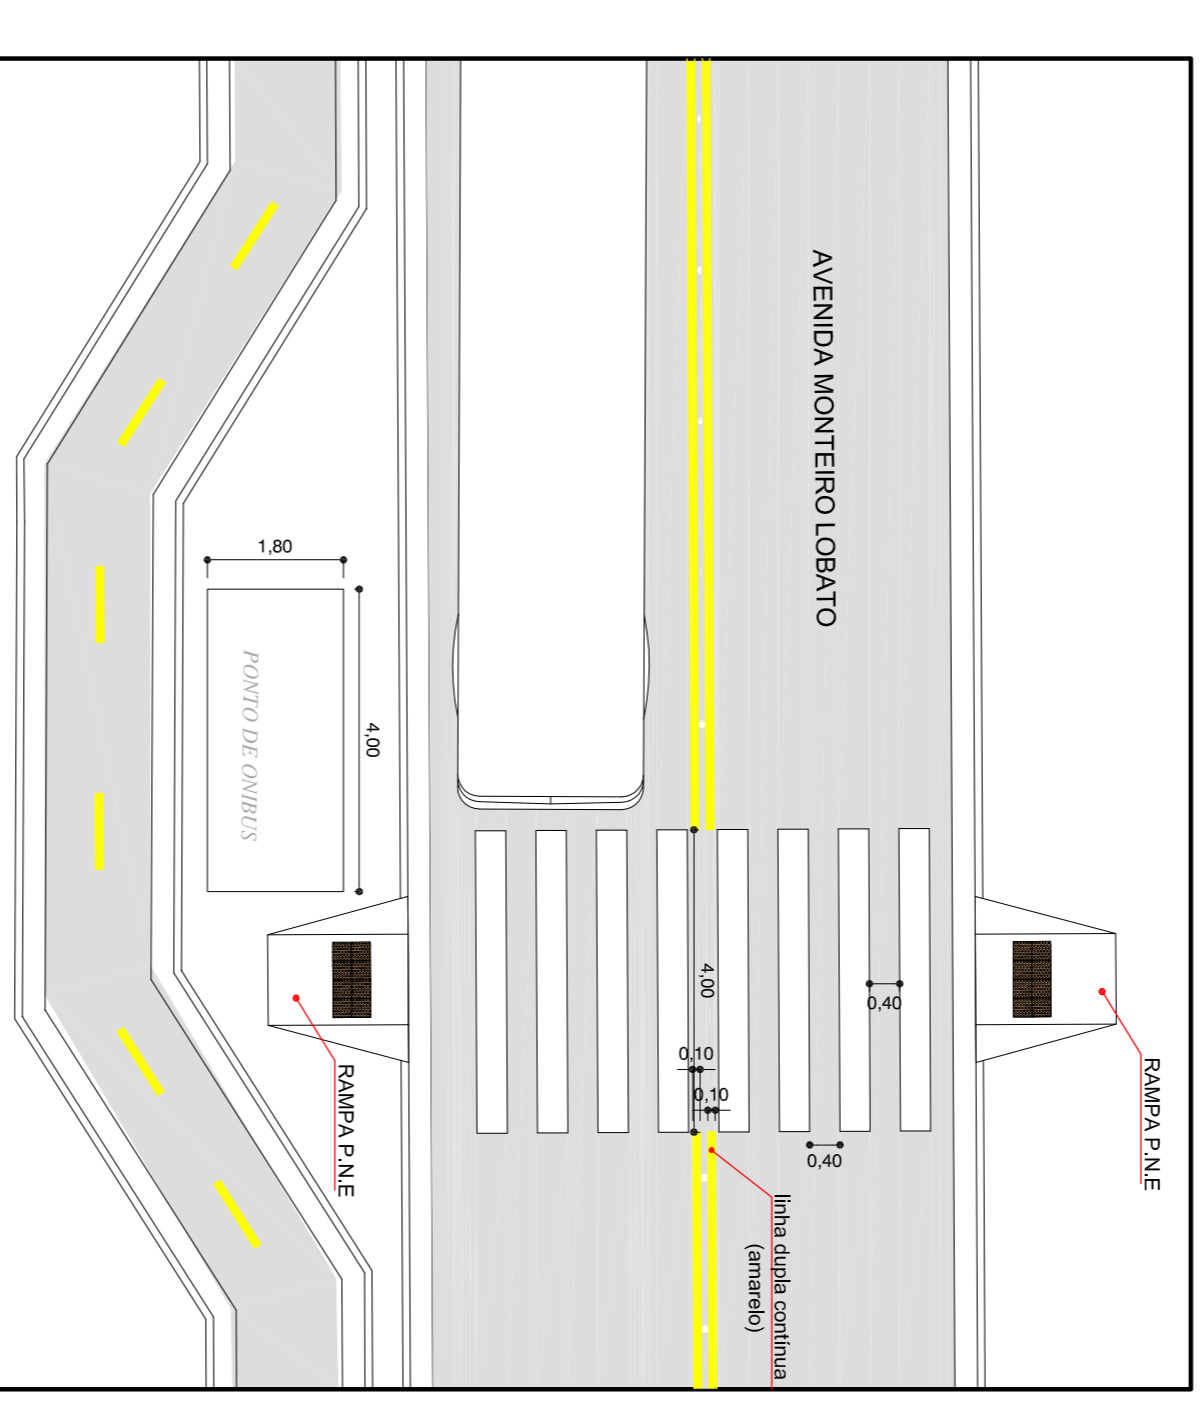 AVENIDA MONTEIRO LOBATO
1,80
4,00
PONTO DE ONIBUS
4,00
0,40
0,10
0,10
0,40
RAMPA P.N.E
RAMPA P.N.E
linha dupla contínua
(amarelo)